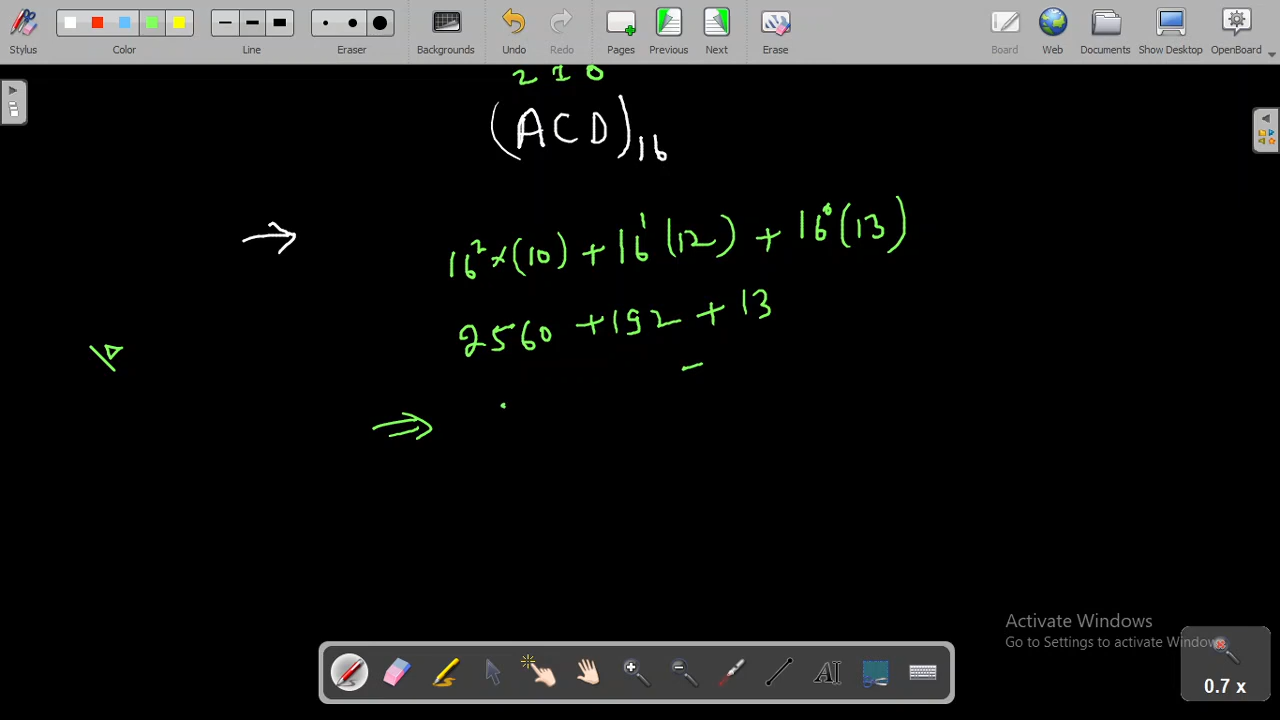 Stylus Color Line Eraser Backgrounds Undo Redo Pages Previous Next Erase Board Web Documents Show Desktop OpenBoard
2 1 0
(ACD)₁₆
→ 16²×(10) + 16¹(12) + 16⁰(13)
2560 + 192 + 13
⇒
Activate Windows
Go to Settings to activate Windows
0.7 x